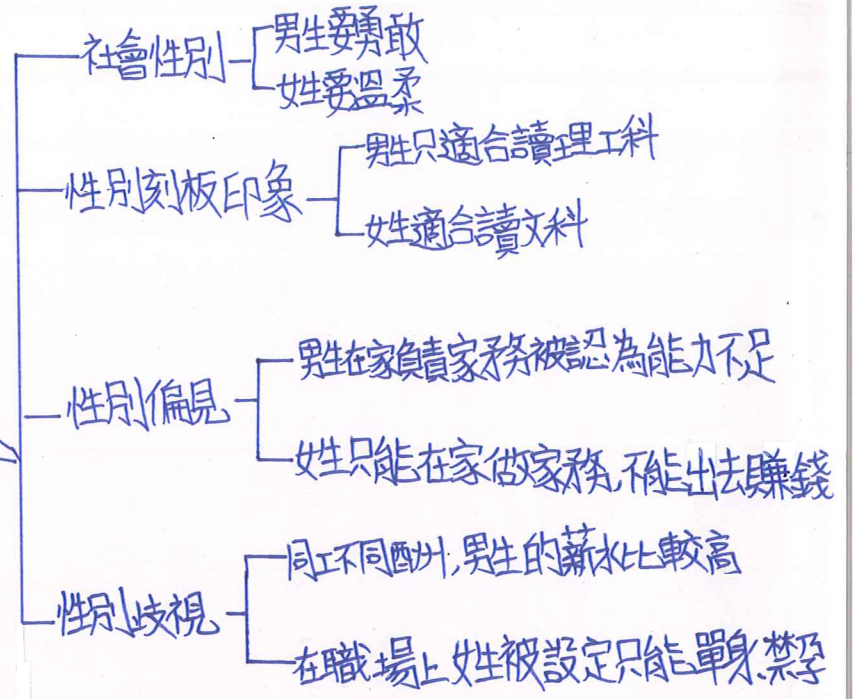 社會性別
男生要勇敢
女生要溫柔
性別刻板印象
男生只適合讀理工科
女生適合讀文科
性別偏見
男生在家負責家務被認為能力不足
女生只能在家做家務,不能出去賺錢
性別歧視
同工不同酬,男生的薪水比較高
在職場上女生被設定只能單身、禁孕